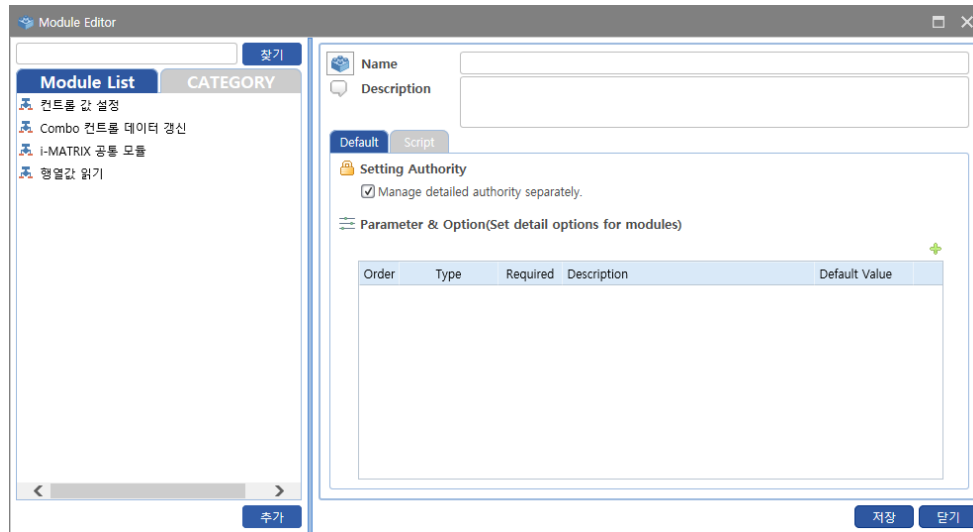 Module Editor
찾기
Module List
CATEGORY
컨트롤 값 설정
Combo 컨트롤 데이터 갱신
i-MATRIX 공통 모듈
행열값 읽기
추가
Name
Description
Default
Script
Setting Authority
Manage detailed authority separately.
Parameter & Option(Set detail options for modules)
Order Type Required Description Default Value
저장
닫기